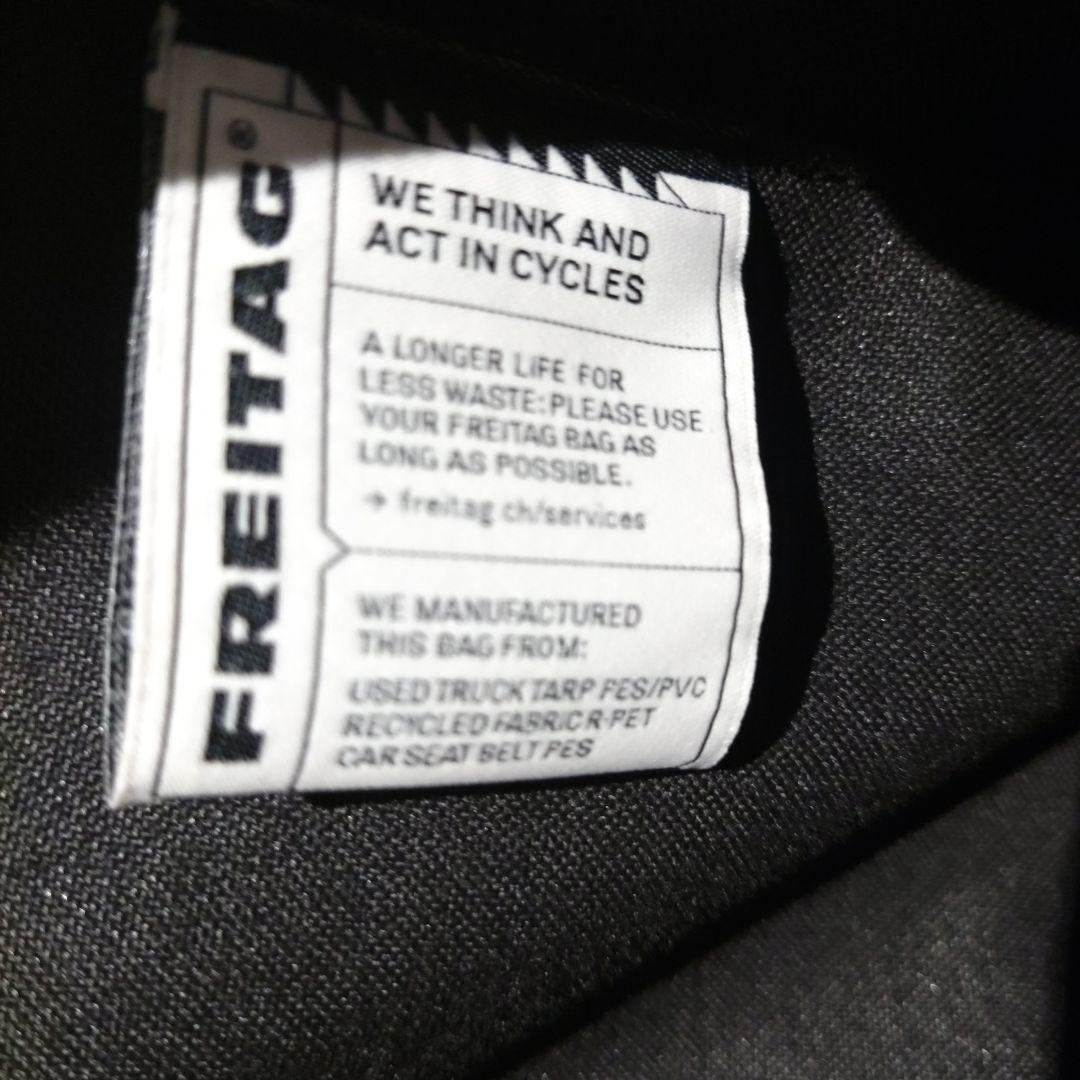 FREITAG®
WE THINK AND
ACT IN CYCLES
A LONGER LIFE FOR
LESS WASTE: PLEASE USE
YOUR FREITAG BAG AS
LONG AS POSSIBLE.
→ freitag.ch/services
WE MANUFACTURED
THIS BAG FROM:
USED TRUCK TARP PES/PVC
RECYCLED FABRIC R-PET
CAR SEAT BELT PES